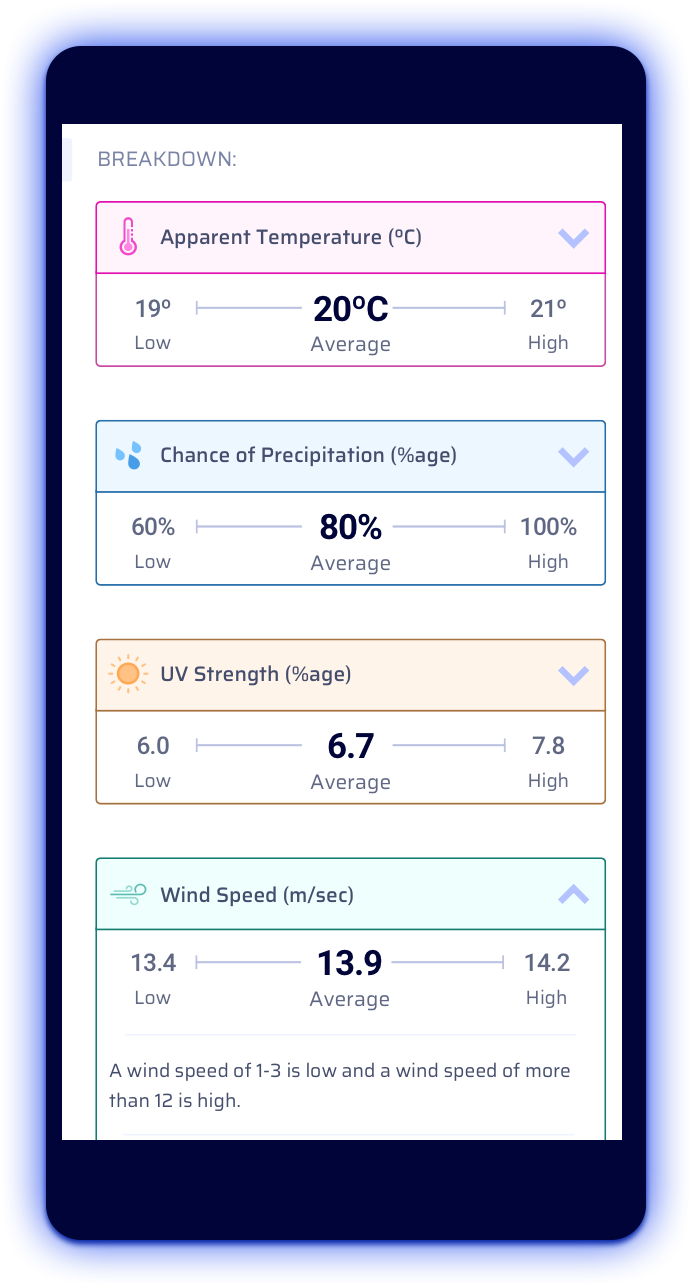 BREAKDOWN:
Apparent Temperature (ºC)
19º 20ºC 21º
Low Average High
Chance of Precipitation (%age)
60% 80% 100%
Low Average High
UV Strength (%age)
6.0 6.7 7.8
Low Average High
Wind Speed (m/sec)
13.4 13.9 14.2
Low Average High
A wind speed of 1-3 is low and a wind speed of more
than 12 is high.